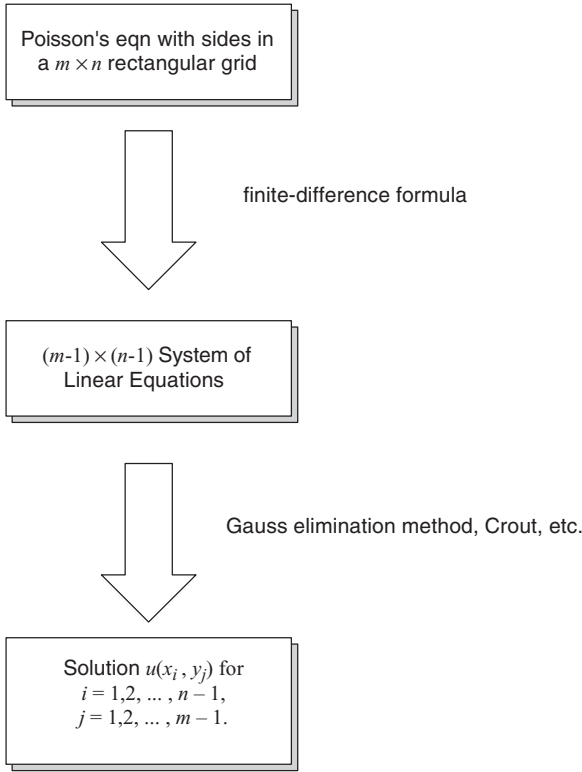 Poisson's eqn with sides in
a m × n rectangular grid
finite-difference formula
(m-1) × (n-1) System of
Linear Equations
Gauss elimination method, Crout, etc.
Solution u(xᵢ, yⱼ) for
i = 1,2, ... , n – 1,
j = 1,2, ... , m – 1.